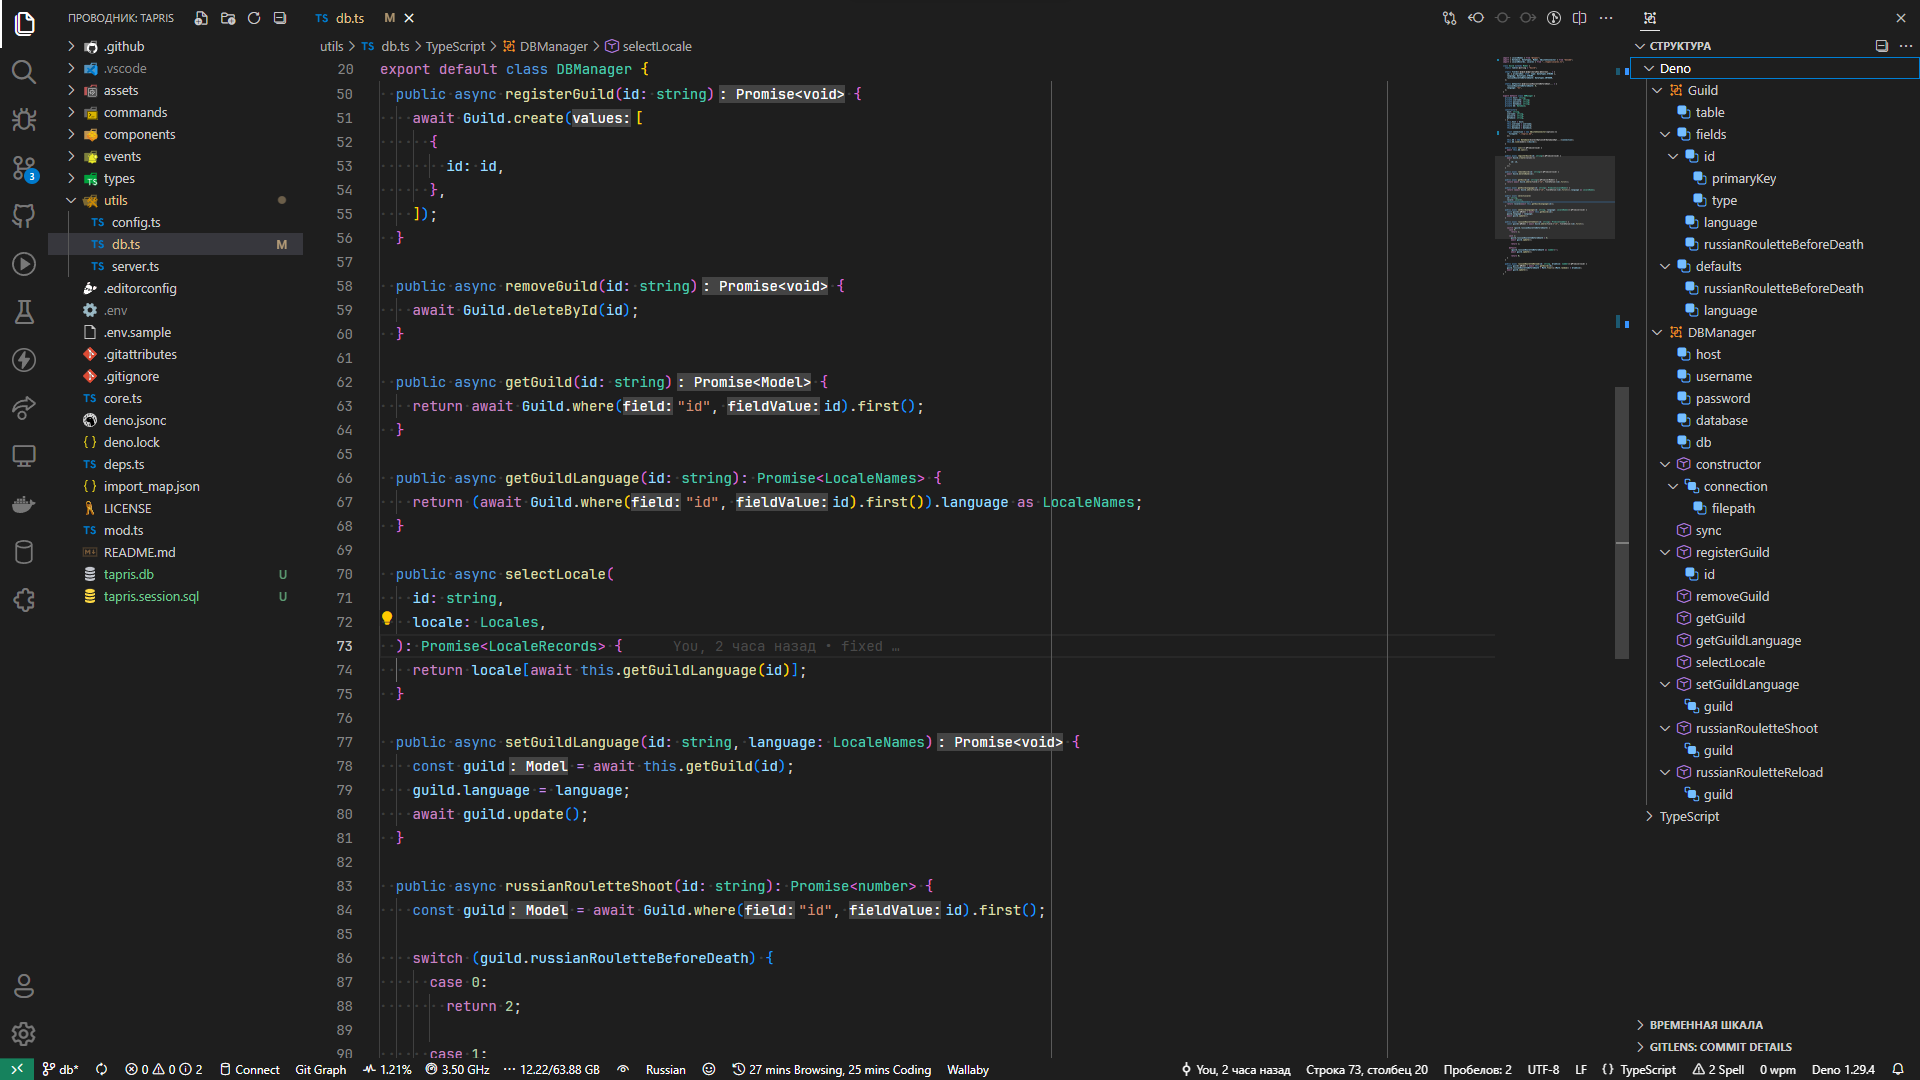 ПРОВОДНИК: TAPRIS
.github
.vscode
assets
commands
components
events
types
utils
config.ts
db.ts M
server.ts
.editorconfig
.env
.env.sample
.gitattributes
.gitignore
core.ts
deno.jsonc
deno.lock
deps.ts
import_map.json
LICENSE
mod.ts
README.md
tapris.db U
tapris.session.sql U
3
TS db.ts M
utils > TS db.ts > TypeScript > DBManager > selectLocale
20 export default class DBManager {
50 public async registerGuild(id: string): Promise<void> {
51 await Guild.create(values: [
52 {
53 id: id,
54 },
55 ]);
56 }
57
58 public async removeGuild(id: string): Promise<void> {
59 await Guild.deleteById(id);
60 }
61
62 public async getGuild(id: string): Promise<Model> {
63 return await Guild.where(field: "id", fieldValue: id).first();
64 }
65
66 public async getGuildLanguage(id: string): Promise<LocaleNames> {
67 return (await Guild.where(field: "id", fieldValue: id).first()).language as LocaleNames;
68 }
69
70 public async selectLocale(
71 id: string,
72 locale: Locales,
73 ): Promise<LocaleRecords> { You, 2 часа назад • fixed …
74 return locale[await this.getGuildLanguage(id)];
75 }
76
77 public async setGuildLanguage(id: string, language: LocaleNames): Promise<void> {
78 const guild: Model = await this.getGuild(id);
79 guild.language = language;
80 await guild.update();
81 }
82
83 public async russianRouletteShoot(id: string): Promise<number> {
84 const guild: Model = await Guild.where(field: "id", fieldValue: id).first();
85
86 switch (guild.russianRouletteBeforeDeath) {
87 case 0:
88 return 2;
89
90 case 1:
СТРУКТУРА
Deno
Guild
table
fields
id
primaryKey
type
language
russianRouletteBeforeDeath
defaults
russianRouletteBeforeDeath
language
DBManager
host
username
password
database
db
constructor
connection
filepath
sync
registerGuild
id
removeGuild
getGuild
getGuildLanguage
selectLocale
setGuildLanguage
guild
russianRouletteShoot
guild
russianRouletteReload
guild
TypeScript
ВРЕМЕННАЯ ШКАЛА
GITLENS: COMMIT DETAILS
db* 0 0 2 Connect Git Graph 1.21% 3.50 GHz 12.22/63.88 GB Russian 27 mins Browsing, 25 mins Coding Wallaby You, 2 часа назад Строка 73, столбец 20 Пробелов: 2 UTF-8 LF TypeScript 2 Spell 0 wpm Deno 1.29.4